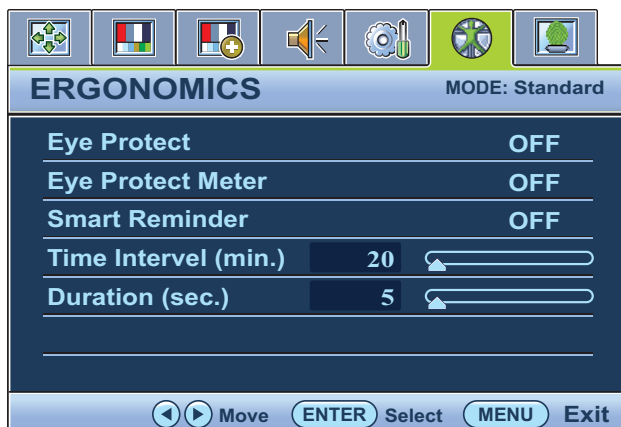 ERGONOMICS MODE: Standard
Eye Protect OFF
Eye Protect Meter OFF
Smart Reminder OFF
Time Intervel (min.) 20
Duration (sec.) 5
Move ENTER Select MENU Exit